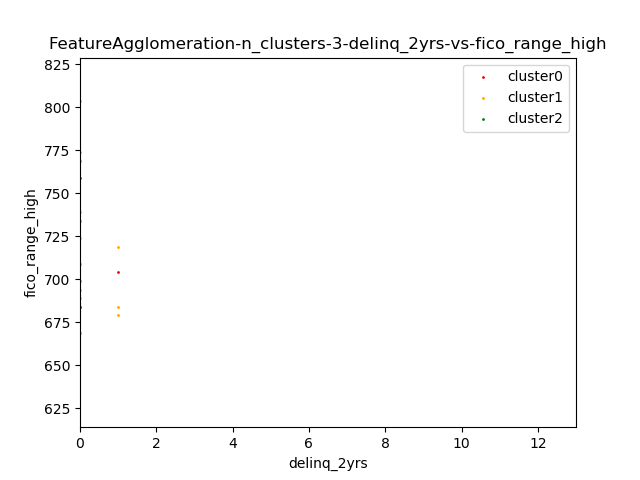 FeatureAgglomeration-n_clusters-3-delinq_2yrs-vs-fico_range_high
825
800
775
750
725
700
675
650
625
fico_range_high
cluster0
cluster1
cluster2
0 2 4 6 8 10 12
delinq_2yrs